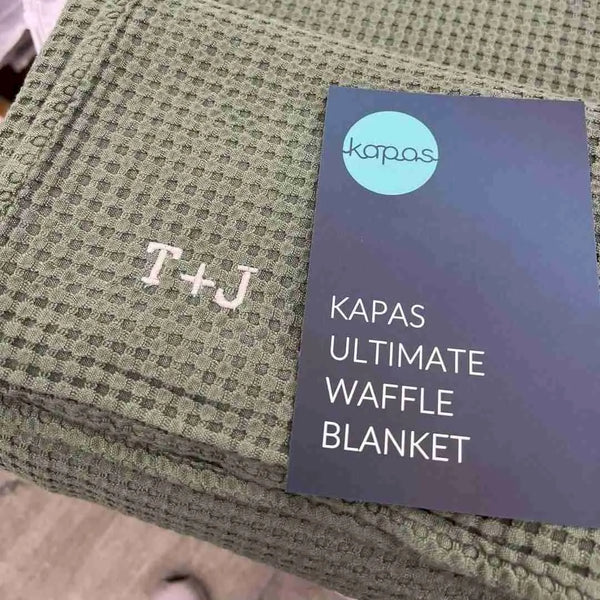 kapas
T+J
KAPAS
ULTIMATE
WAFFLE
BLANKET